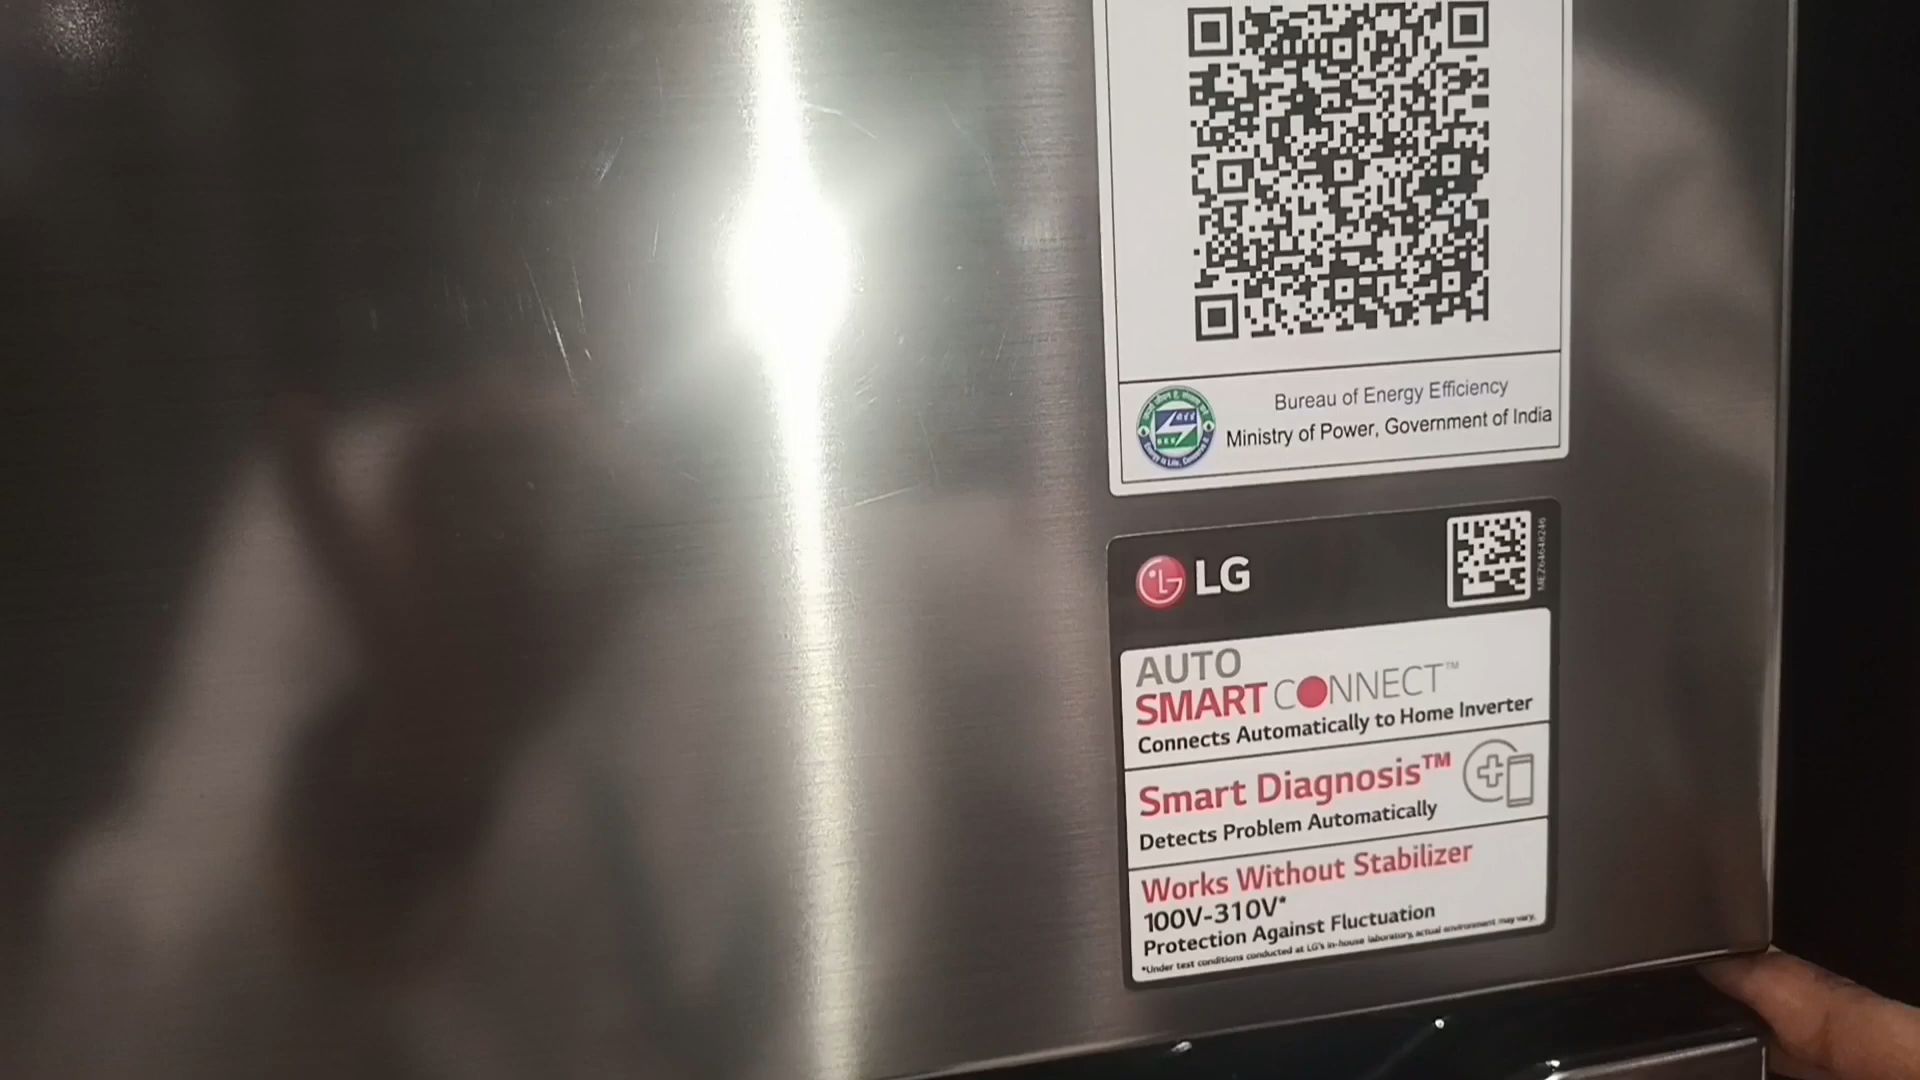 Bureau of Energy Efficiency
Ministry of Power, Government of India
LG
AUTO
SMART CONNECT™
Connects Automatically to Home Inverter
Smart Diagnosis™
Detects Problem Automatically
Works Without Stabilizer
100V-310V*
Protection Against Fluctuation
*Under test conditions conducted at LG's in-house laboratory, actual environment may vary.